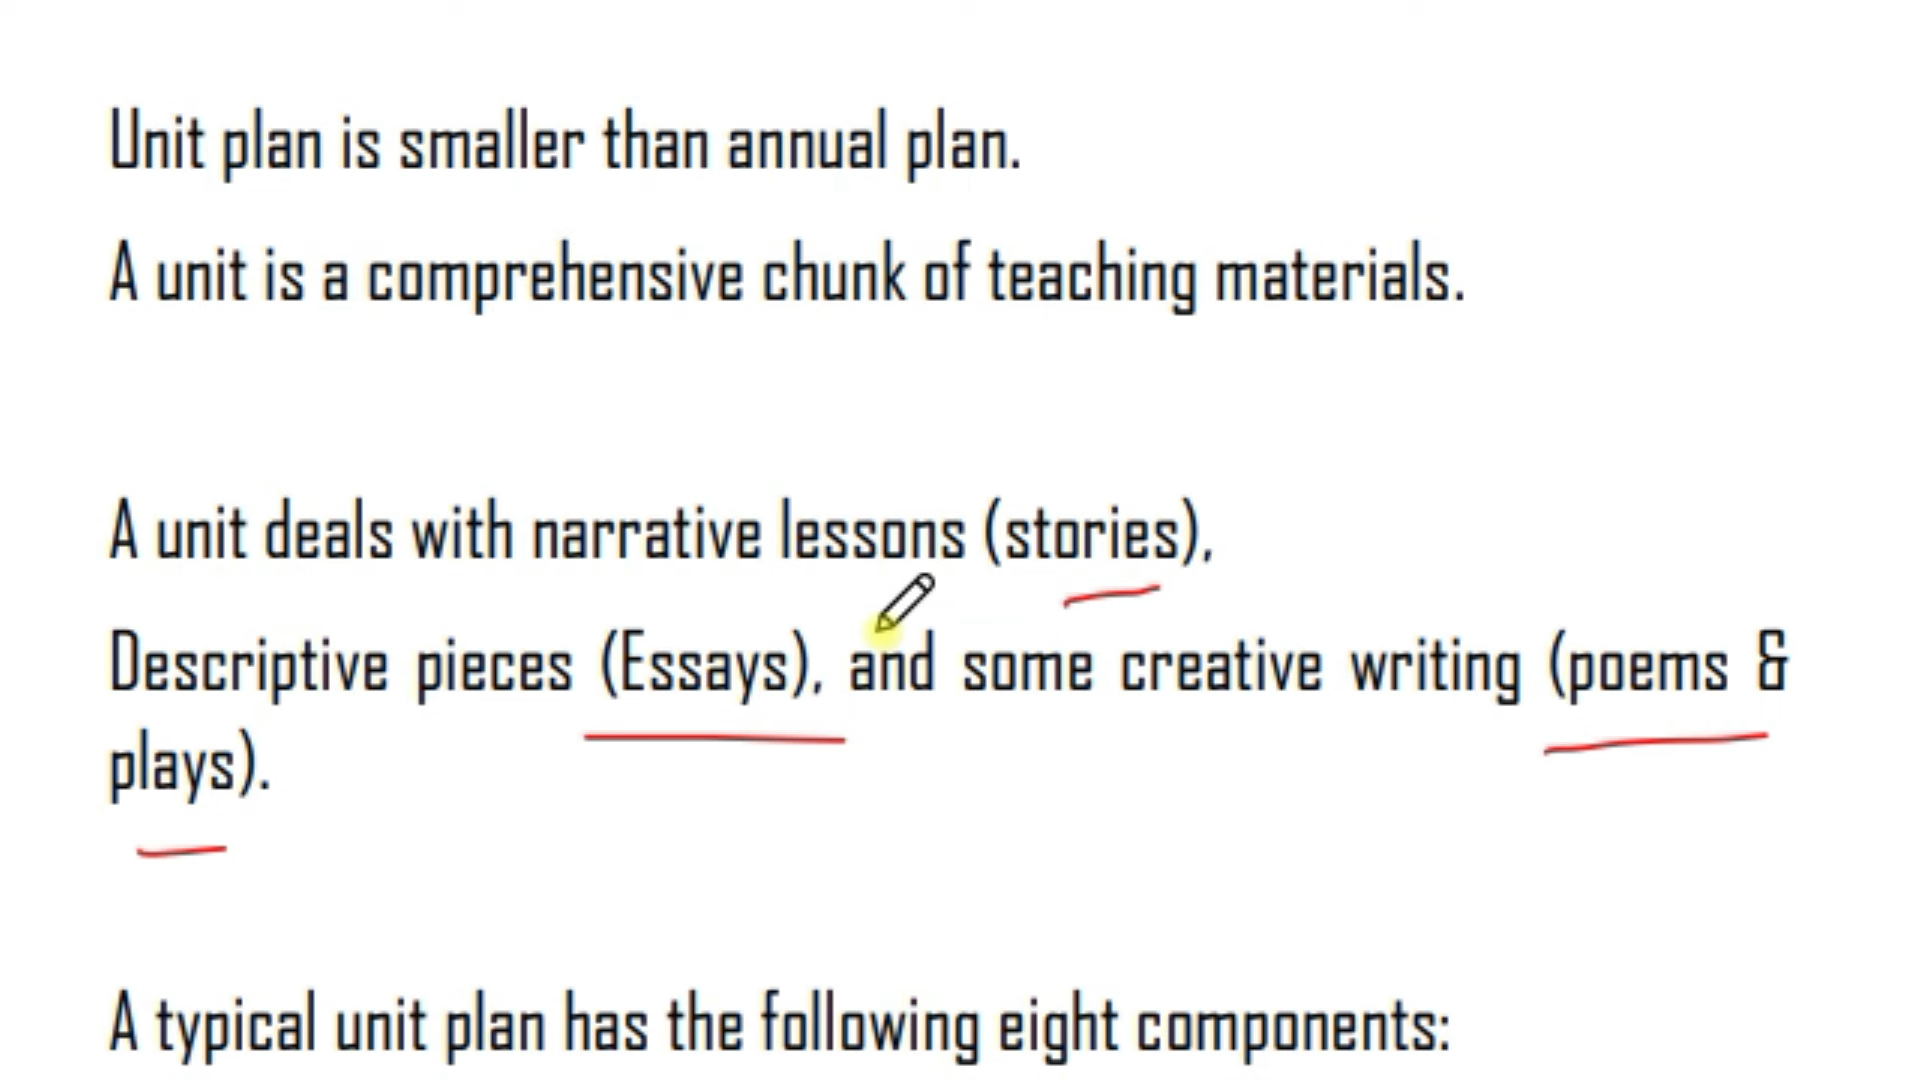 Unit plan is smaller than annual plan.
A unit is a comprehensive chunk of teaching materials.
A unit deals with narrative lessons (stories),
Descriptive pieces (Essays), and some creative writing (poems &
plays).
A typical unit plan has the following eight components: